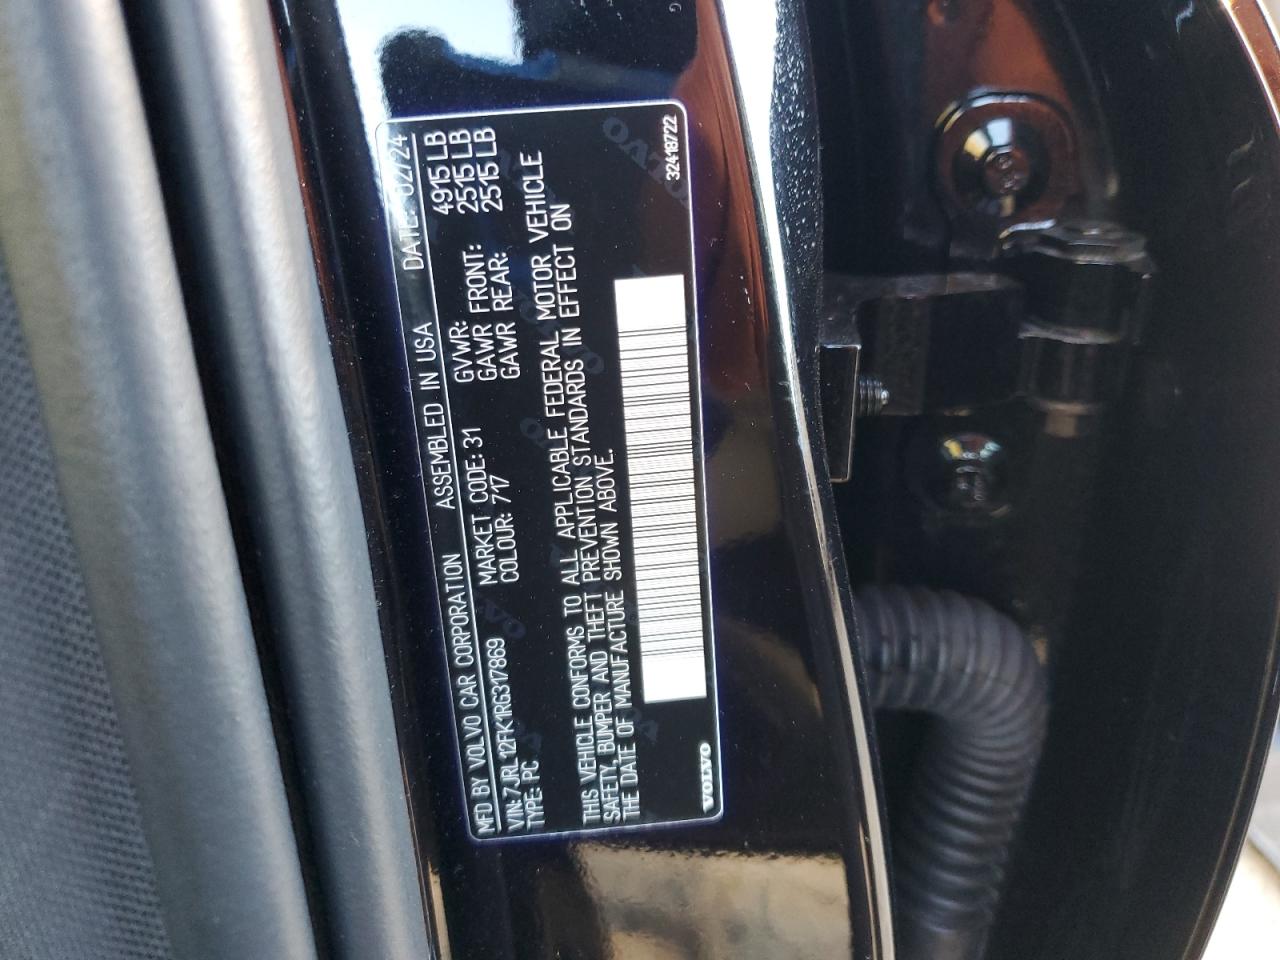 MFD BY VOLVO CAR CORPORATION ASSEMBLED IN USA DATE: 02/24
VIN: 7JRL12FK1RG317869 MARKET CODE: 31 GVWR: 4915 LB
TYPE: PC COLOUR: 717 GAWR FRONT: 2515 LB
GAWR REAR: 2515 LB
THIS VEHICLE CONFORMS TO ALL APPLICABLE FEDERAL MOTOR VEHICLE
SAFETY, BUMPER AND THEFT PREVENTION STANDARDS IN EFFECT ON
THE DATE OF MANUFACTURE SHOWN ABOVE.
VOLVO 32418722